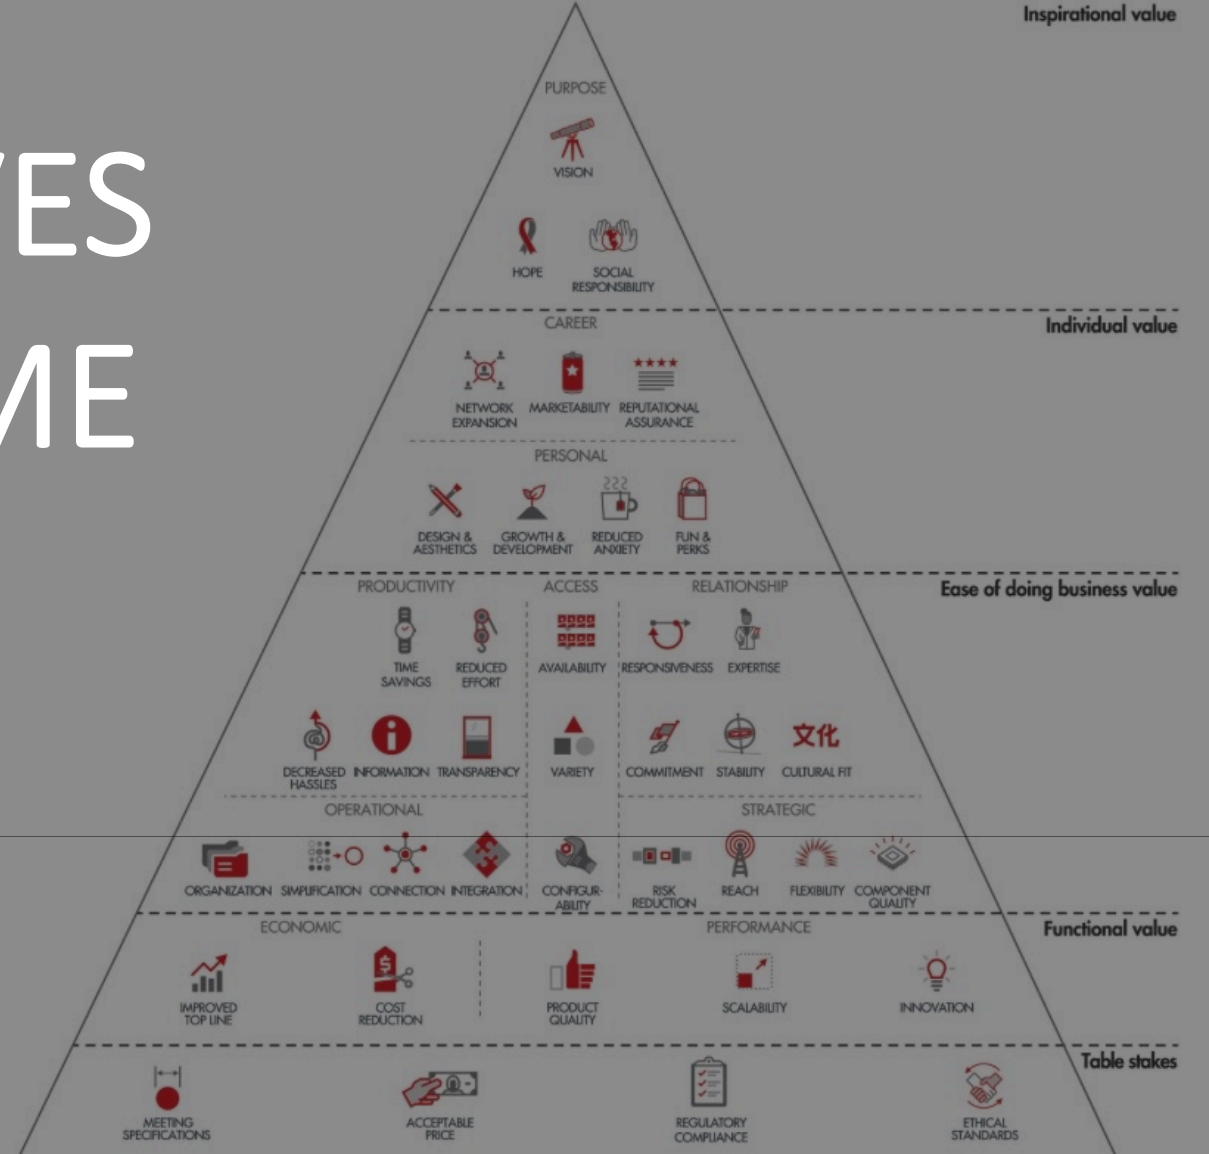 Inspirational value
PURPOSE
VISION
YES
HOPE
SOCIAL
RESPONSIBILITY
Individual value
CAREER
ME
NETWORK
EXPANSION
MARKETABILITY
REPUTATIONAL
ASSURANCE
PERSONAL
DESIGN &
AESTHETICS
GROWTH &
DEVELOPMENT
REDUCED
ANXIETY
FUN &
PERKS
Ease of doing business value
PRODUCTIVITY
ACCESS
RELATIONSHIP
TIME
SAVINGS
REDUCED
EFFORT
AVAILABILITY
RESPONSIVENESS
EXPERTISE
DECREASED
HASSLES
INFORMATION
TRANSPARENCY
VARIETY
COMMITMENT
STABILITY
文化
CULTURAL FIT
OPERATIONAL
STRATEGIC
ORGANIZATION
SIMPLIFICATION
CONNECTION
INTEGRATION
CONFIGUR-
ABILITY
RISK
REDUCTION
REACH
FLEXIBILITY
COMPONENT
QUALITY
Functional value
ECONOMIC
PERFORMANCE
IMPROVED
TOP LINE
COST
REDUCTION
PRODUCT
QUALITY
SCALABILITY
INNOVATION
Table stakes
MEETING
SPECIFICATIONS
ACCEPTABLE
PRICE
REGULATORY
COMPLIANCE
ETHICAL
STANDARDS